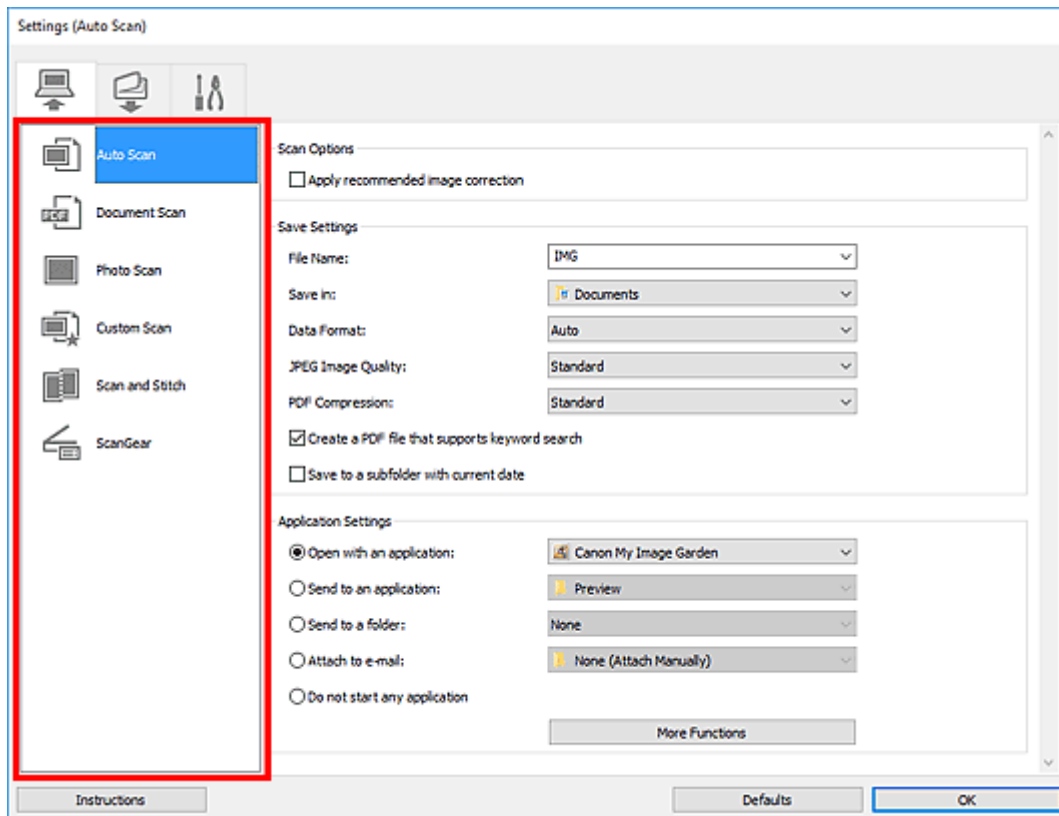 Settings (Auto Scan)
Auto Scan
Document Scan
Photo Scan
Custom Scan
Scan and Stitch
ScanGear
Scan Options
Apply recommended image correction
Save Settings
File Name: IMG
Save in: Documents
Data Format: Auto
JPEG Image Quality: Standard
PDF Compression: Standard
Create a PDF file that supports keyword search
Save to a subfolder with current date
Application Settings
Open with an application: Canon My Image Garden
Send to an application: Preview
Send to a folder: None
Attach to e-mail: None (Attach Manually)
Do not start any application
More Functions
Instructions Defaults OK